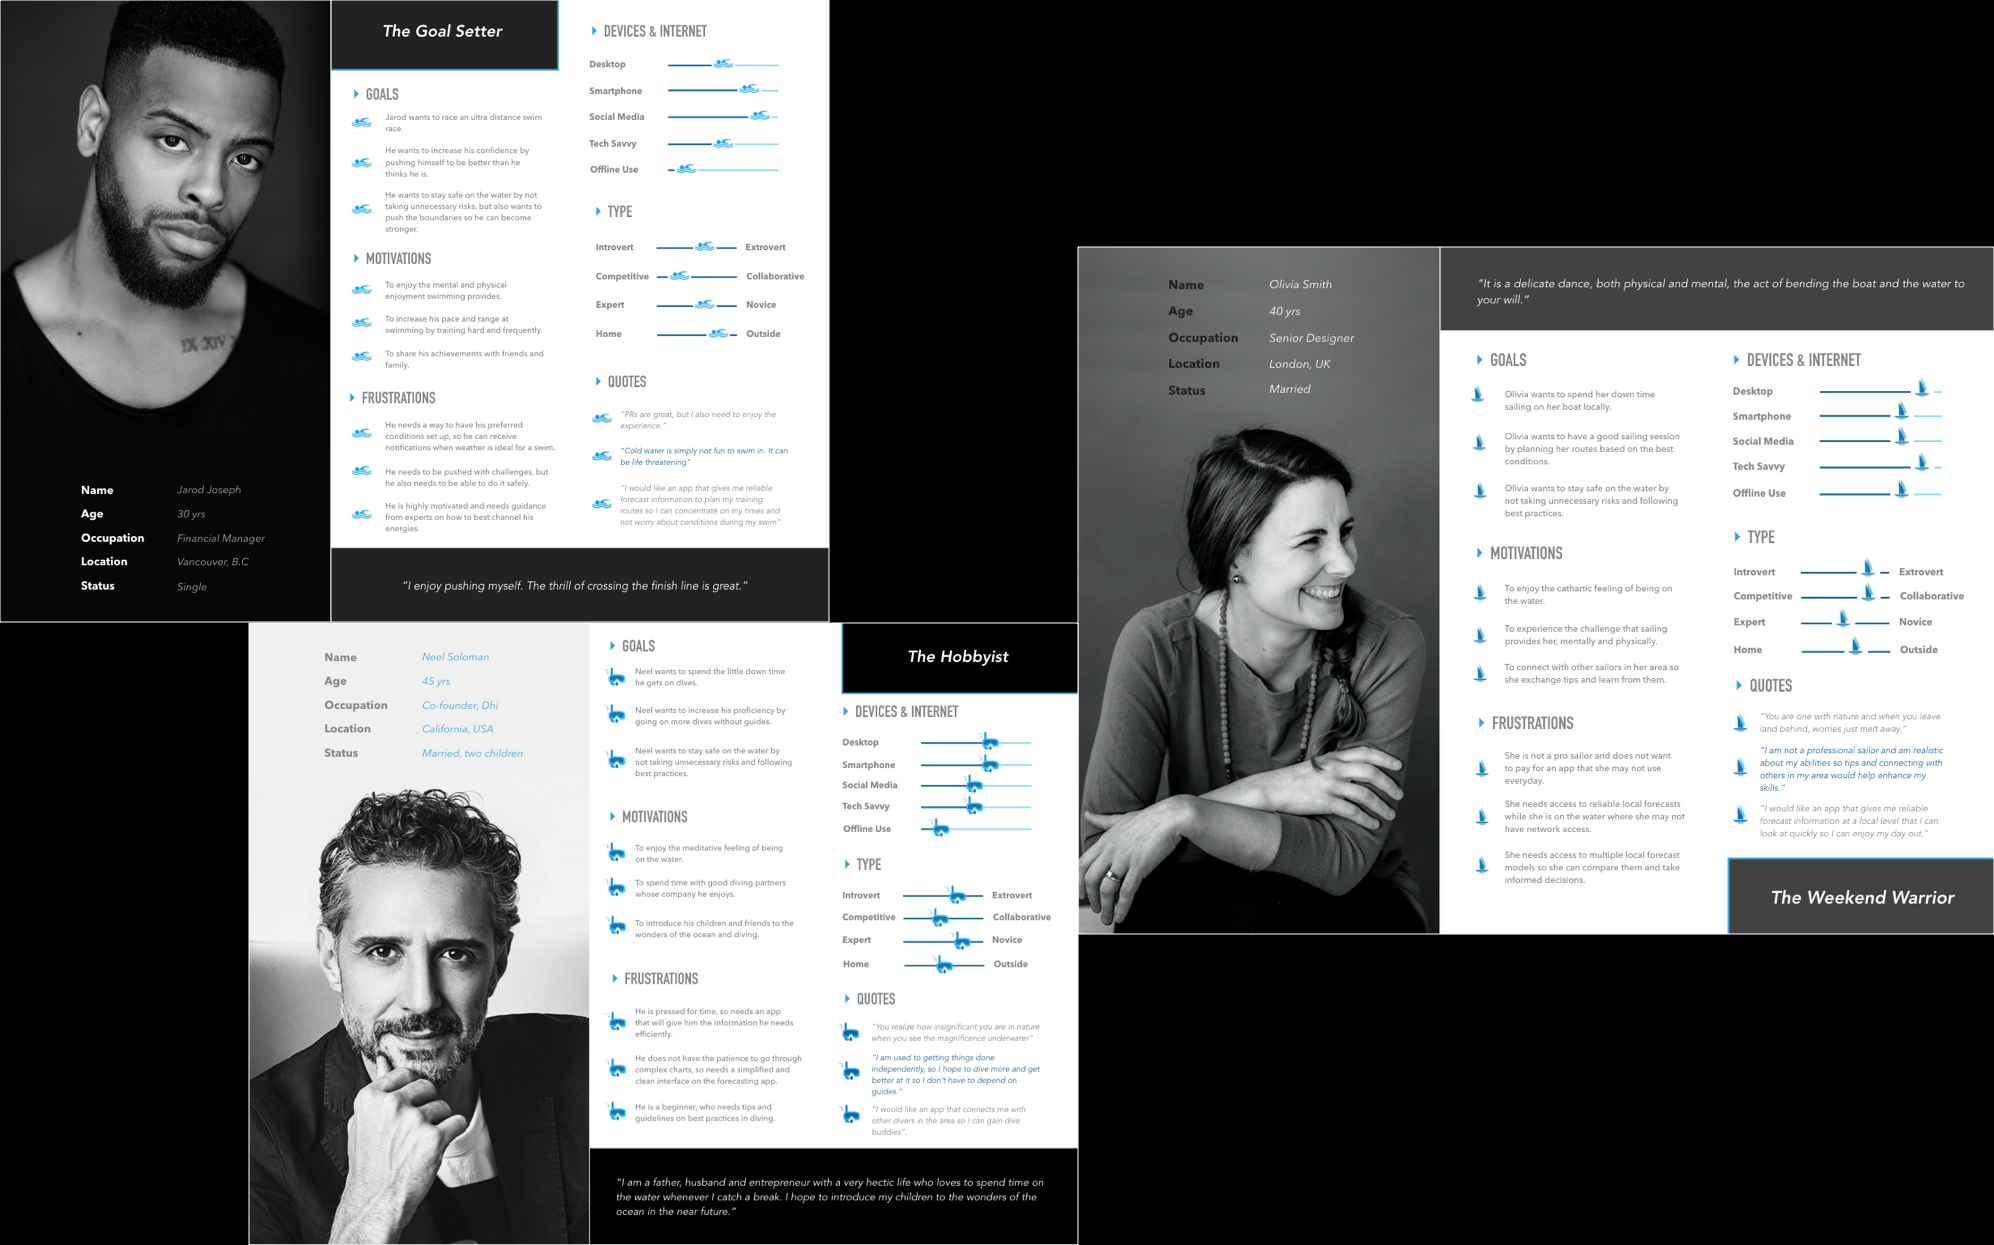 The Goal Setter
GOALS
Jarod wants to race an ultra distance swim
race.
He wants to increase his confidence by
pushing himself to be better than he
thinks he is.
He wants to stay safe on the water by not
taking unnecessary risks, but also wants to
push the boundaries so he can become
stronger.
MOTIVATIONS
To enjoy the mental and physical
enjoyment swimming provides.
To increase his pace and range at
swimming by training hard and frequently.
To share his achievements with friends and
family.
FRUSTRATIONS
He needs a way to have his preferred
conditions set up, so he can receive
notifications when weather is ideal for a swim.
He needs to be pushed with challenges, but
he also needs to be able to do it safely.
He is highly motivated and needs guidance
from experts on how to best channel his
energies.
DEVICES & INTERNET
Desktop
Smartphone
Social Media
Tech Savvy
Offline Use
TYPE
Introvert Extrovert
Competitive Collaborative
Expert Novice
Home Outside
QUOTES
"PRs are great, but I also need to enjoy the
experience."
"Cold water is simply not fun to swim in. It can
be life threatening"
"I would like an app that gives me reliable
forecast information to plan my training
routes so I can concentrate on my times and
not worry about conditions during my swim"
Name Jarod Joseph
Age 30 yrs
Occupation Financial Manager
Location Vancouver, B.C
Status Single
"I enjoy pushing myself. The thrill of crossing the finish line is great."
Name Olivia Smith
Age 40 yrs
Occupation Senior Designer
Location London, UK
Status Married
"It is a delicate dance, both physical and mental, the act of bending the boat and the water to
your will."
GOALS
Olivia wants to spend her down time
sailing on her boat locally.
Olivia wants to have a good sailing session
by planning her routes based on the best
conditions.
Olivia wants to stay safe on the water by
not taking unnecessary risks and following
best practices.
MOTIVATIONS
To enjoy the cathartic feeling of being on
the water.
To experience the challenge that sailing
provides her, mentally and physically.
To connect with other sailors in her area so
she exchange tips and learn from them.
FRUSTRATIONS
She is not a pro sailor and does not want
to pay for an app that she may not use
everyday.
She needs access to reliable local forecasts
while she is on the water where she may not
have network access.
She needs access to multiple local forecast
models so she can compare them and take
informed decisions.
DEVICES & INTERNET
Desktop
Smartphone
Social Media
Tech Savvy
Offline Use
TYPE
Introvert Extrovert
Competitive Collaborative
Expert Novice
Home Outside
QUOTES
"You are one with nature and when you leave
land behind, worries just melt away."
"I am not a professional sailor and am realistic
about my abilities so tips and connecting with
others in my area would help enhance my
skills."
"I would like an app that gives me reliable
forecast information at a local level that I can
look at quickly so I can enjoy my day out."
The Weekend Warrior
Name Neel Soloman
Age 45 yrs
Occupation Co-founder, Dhi
Location California, USA
Status Married, two children
GOALS
Neel wants to spend the little down time
he gets on dives.
Neel wants to increase his proficiency by
going on more dives without guides.
Neel wants to stay safe on the water by
not taking unnecessary risks and following
best practices.
MOTIVATIONS
To enjoy the meditative feeling of being
on the water.
To spend time with good diving partners
whose company he enjoys.
To introduce his children and friends to the
wonders of the ocean and diving.
FRUSTRATIONS
He is pressed for time, so needs an app
that will give him the information he needs
efficiently.
He does not have the patience to go through
complex charts, so needs a simplified and
clean interface on the forecasting app.
He is a beginner, who needs tips and
guidelines on best practices in diving.
The Hobbyist
DEVICES & INTERNET
Desktop
Smartphone
Social Media
Tech Savvy
Offline Use
TYPE
Introvert Extrovert
Competitive Collaborative
Expert Novice
Home Outside
QUOTES
"You realize how insignificant you are in nature
when you see the magnificence underwater"
"I am used to getting things done
independently, so I hope to dive more and get
better at it so I don't have to depend on
guides."
"I would like an app that connects me with
other divers in the area so I can gain dive
buddies".
"I am a father, husband and entrepreneur with a very hectic life who loves to spend time on
the water whenever I catch a break. I hope to introduce my children to the wonders of the
ocean in the near future."